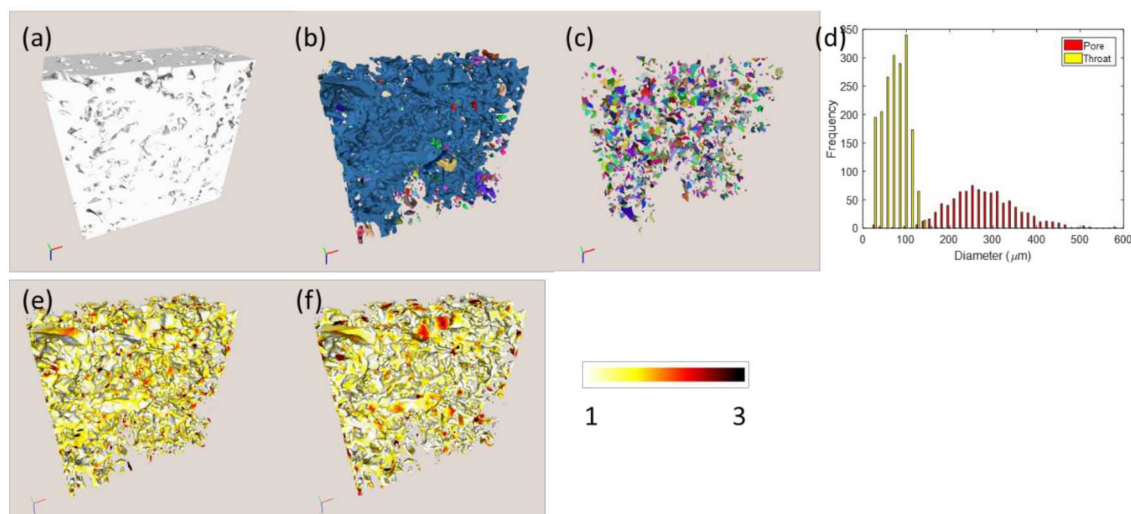 (a)
(b)
(c)
(d)
350
300
250
200
150
100
50
0
Frequency
0 100 200 300 400 500 600
Diameter (μm)
Pore
Throat
(e)
(f)
1 3